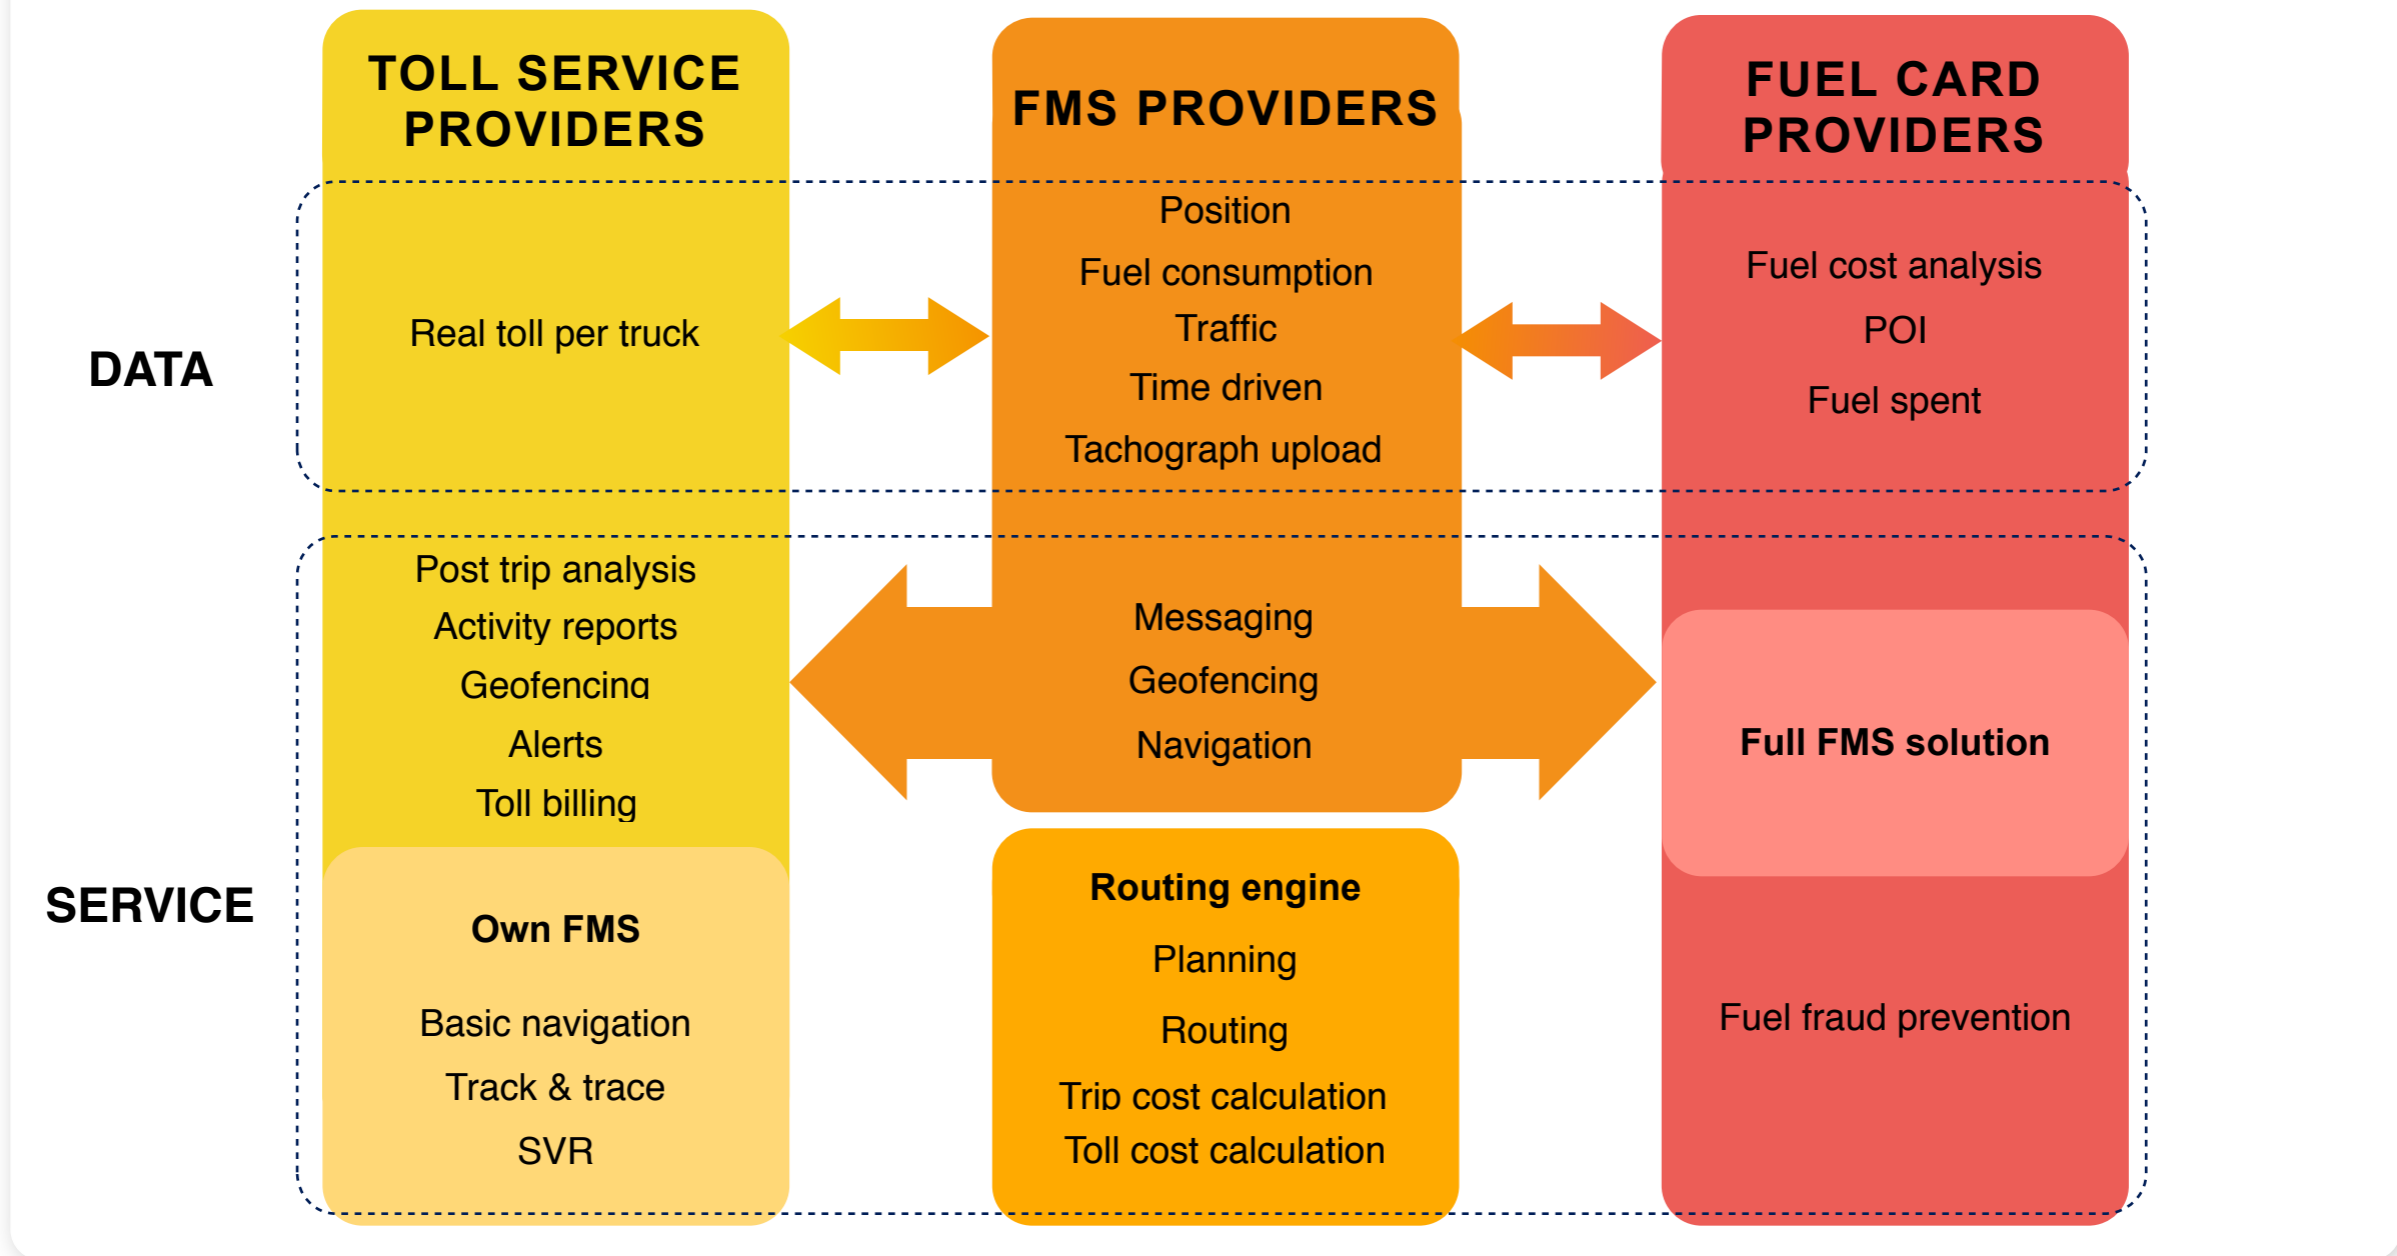 TOLL SERVICE
PROVIDERS
FMS PROVIDERS
FUEL CARD
PROVIDERS
DATA
Real toll per truck
Position
Fuel consumption
Traffic
Time driven
Tachograph upload
Fuel cost analysis
POI
Fuel spent
SERVICE
Post trip analysis
Activity reports
Geofencing
Alerts
Toll billing
Own FMS
Basic navigation
Track & trace
SVR
Messaging
Geofencing
Navigation
Routing engine
Planning
Routing
Trip cost calculation
Toll cost calculation
Full FMS solution
Fuel fraud prevention